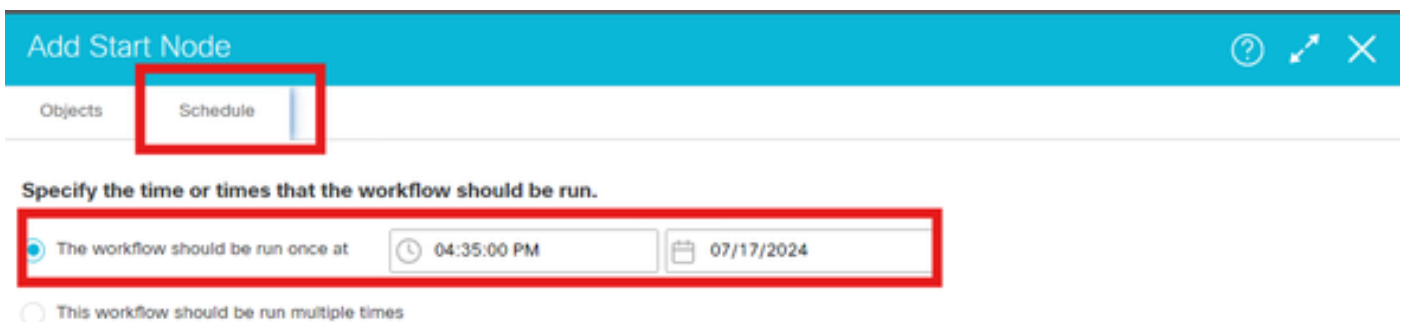 Add Start Node
Objects Schedule
Specify the time or times that the workflow should be run.
The workflow should be run once at 04:35:00 PM 07/17/2024
This workflow should be run multiple times